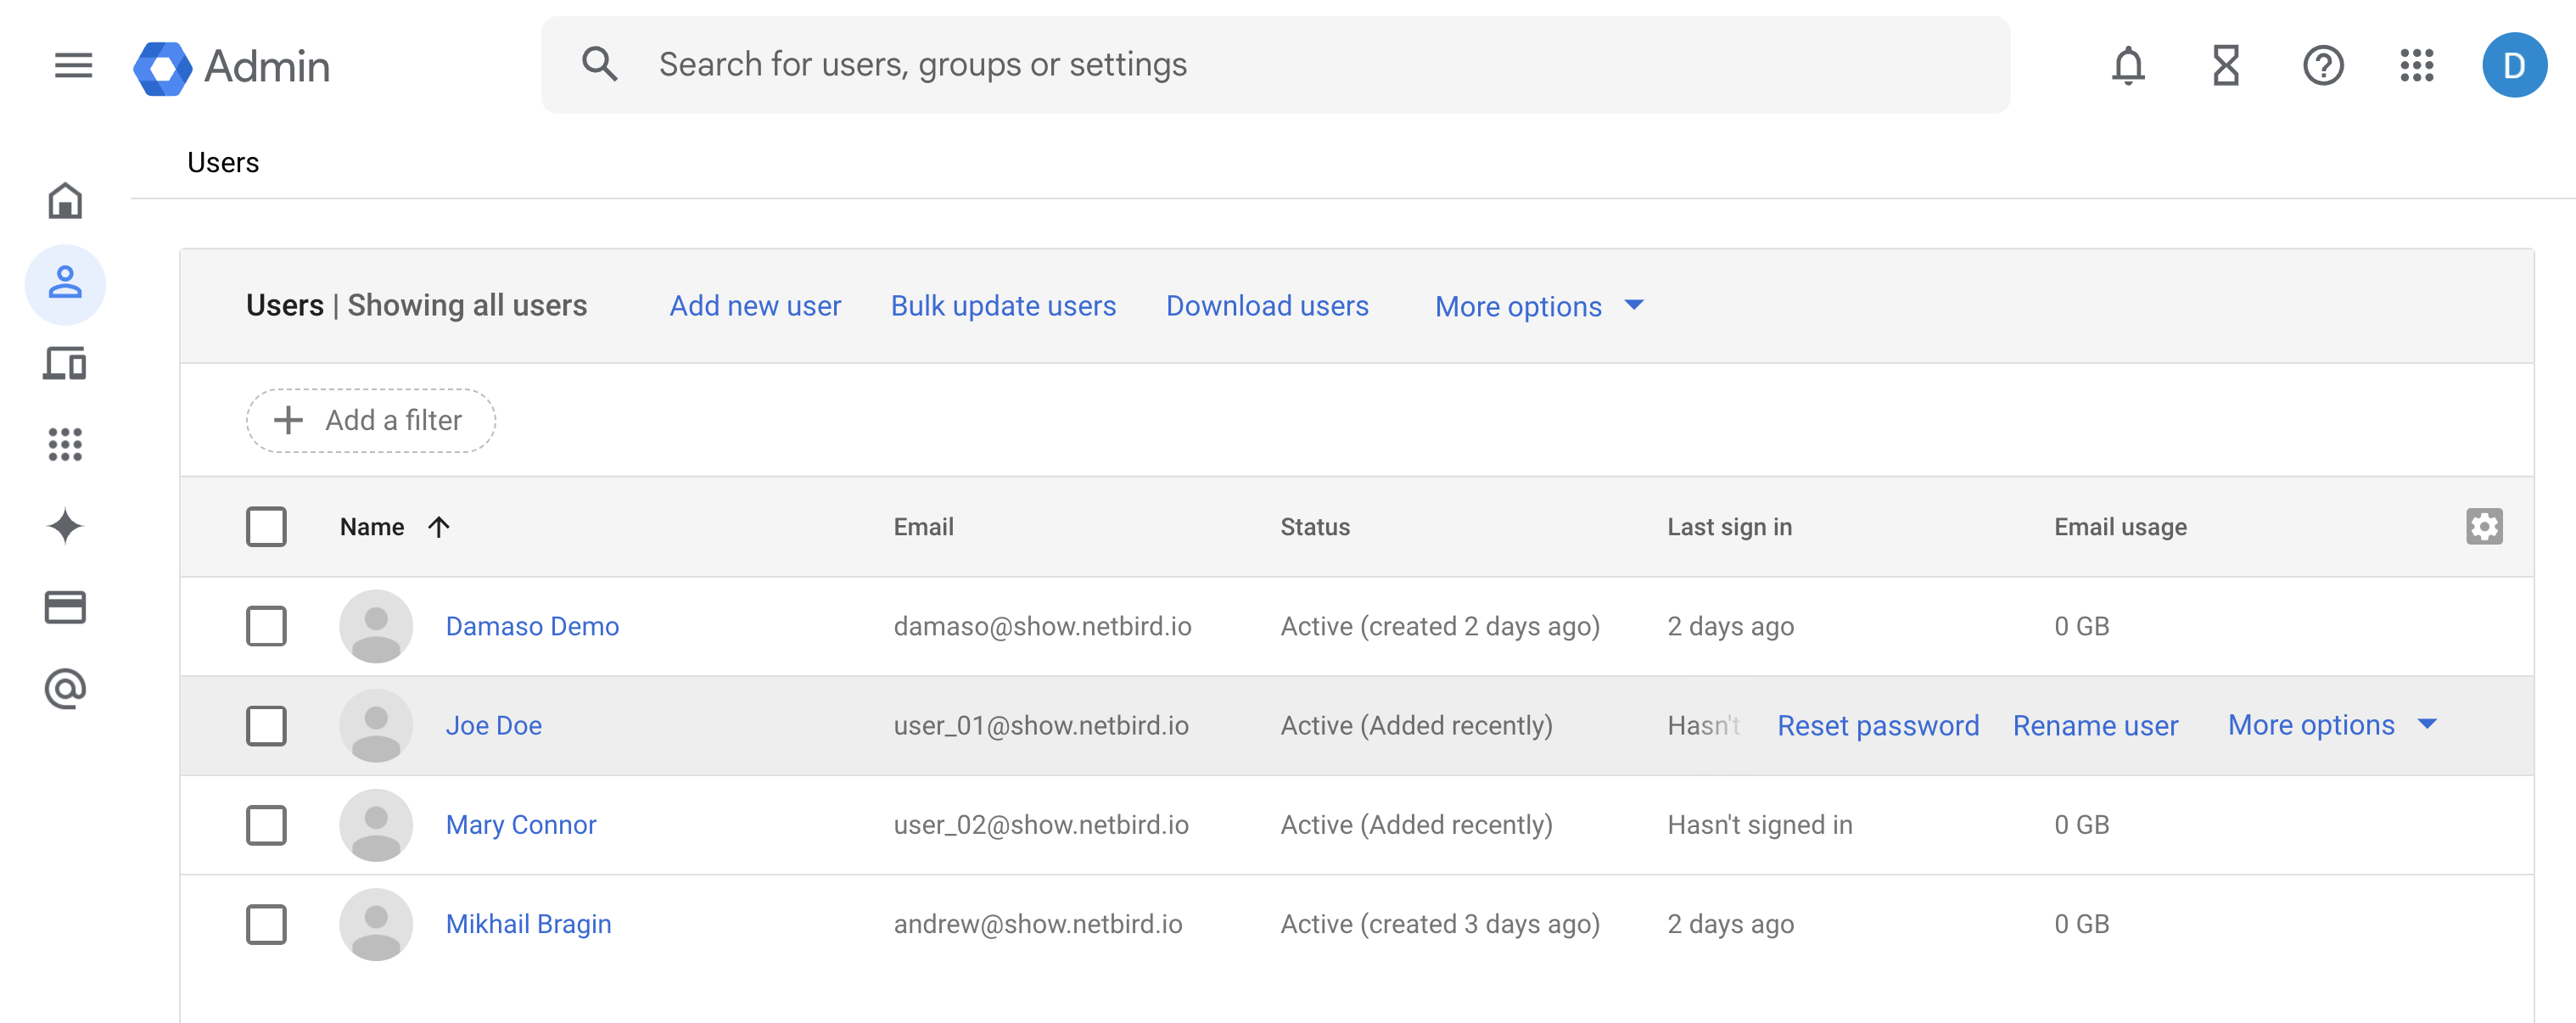 Admin
Search for users, groups or settings
D
Users
Users | Showing all users
Add new user
Bulk update users
Download users
More options
Add a filter
Name Email Status Last sign in Email usage
Damaso Demo damaso@show.netbird.io Active (created 2 days ago) 2 days ago 0 GB
Joe Doe user_01@show.netbird.io Active (Added recently) Hasn't Reset password Rename user More options
Mary Connor user_02@show.netbird.io Active (Added recently) Hasn't signed in 0 GB
Mikhail Bragin andrew@show.netbird.io Active (created 3 days ago) 2 days ago 0 GB